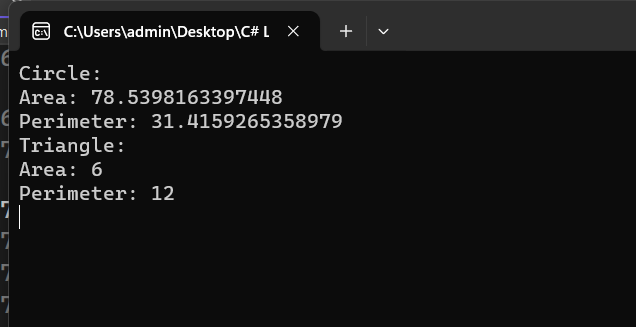 C:\Users\admin\Desktop\C# L
Circle:
Area: 78.5398163397448
Perimeter: 31.4159265358979
Triangle:
Area: 6
Perimeter: 12